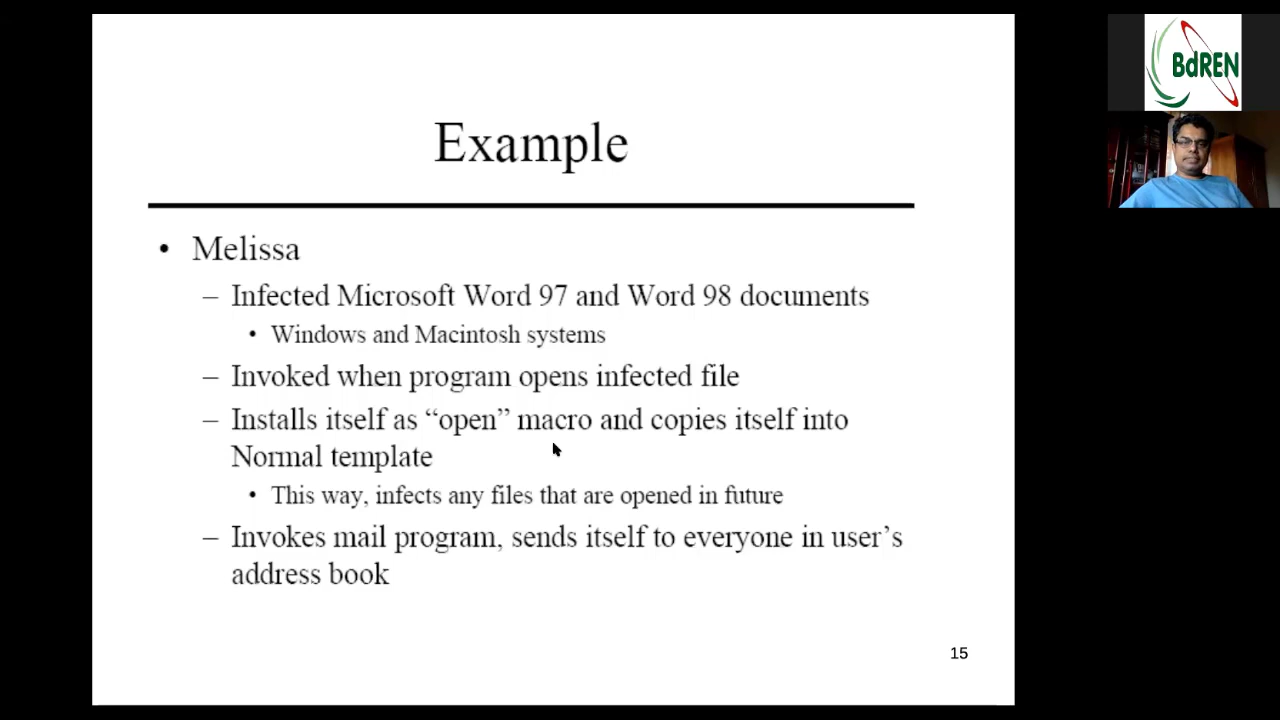 Example
• Melissa
– Infected Microsoft Word 97 and Word 98 documents
• Windows and Macintosh systems
– Invoked when program opens infected file
– Installs itself as “open” macro and copies itself into
Normal template
• This way, infects any files that are opened in future
– Invokes mail program, sends itself to everyone in user’s
address book
15
BdREN